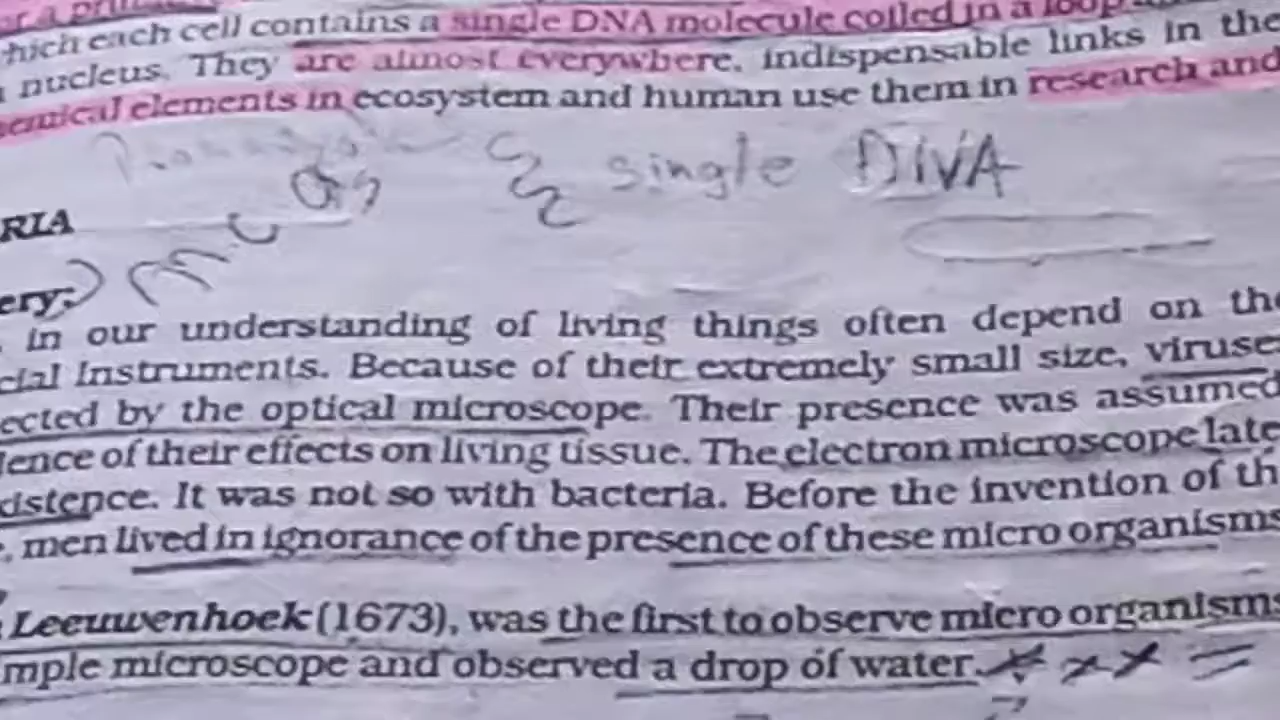 which each cell contains a single DNA molecule coiled in a loop
nucleus. They are almost everywhere, indispensable links in the
emical elements in ecosystem and human use them in research and
single DNA
RIA
ery:
in our understanding of living things often depend on the
cial Instruments. Because of their extremely small size, viruses
ected by the optical microscope. Their presence was assumed
dence of their effects on living tissue. The electron microscope late
xistence. It was not so with bacteria. Before the invention of th
, men lived in ignorance of the presence of these micro organisms
Leeuwenhoek (1673), was the first to observe micro organisms
mple microscope and observed a drop of water.